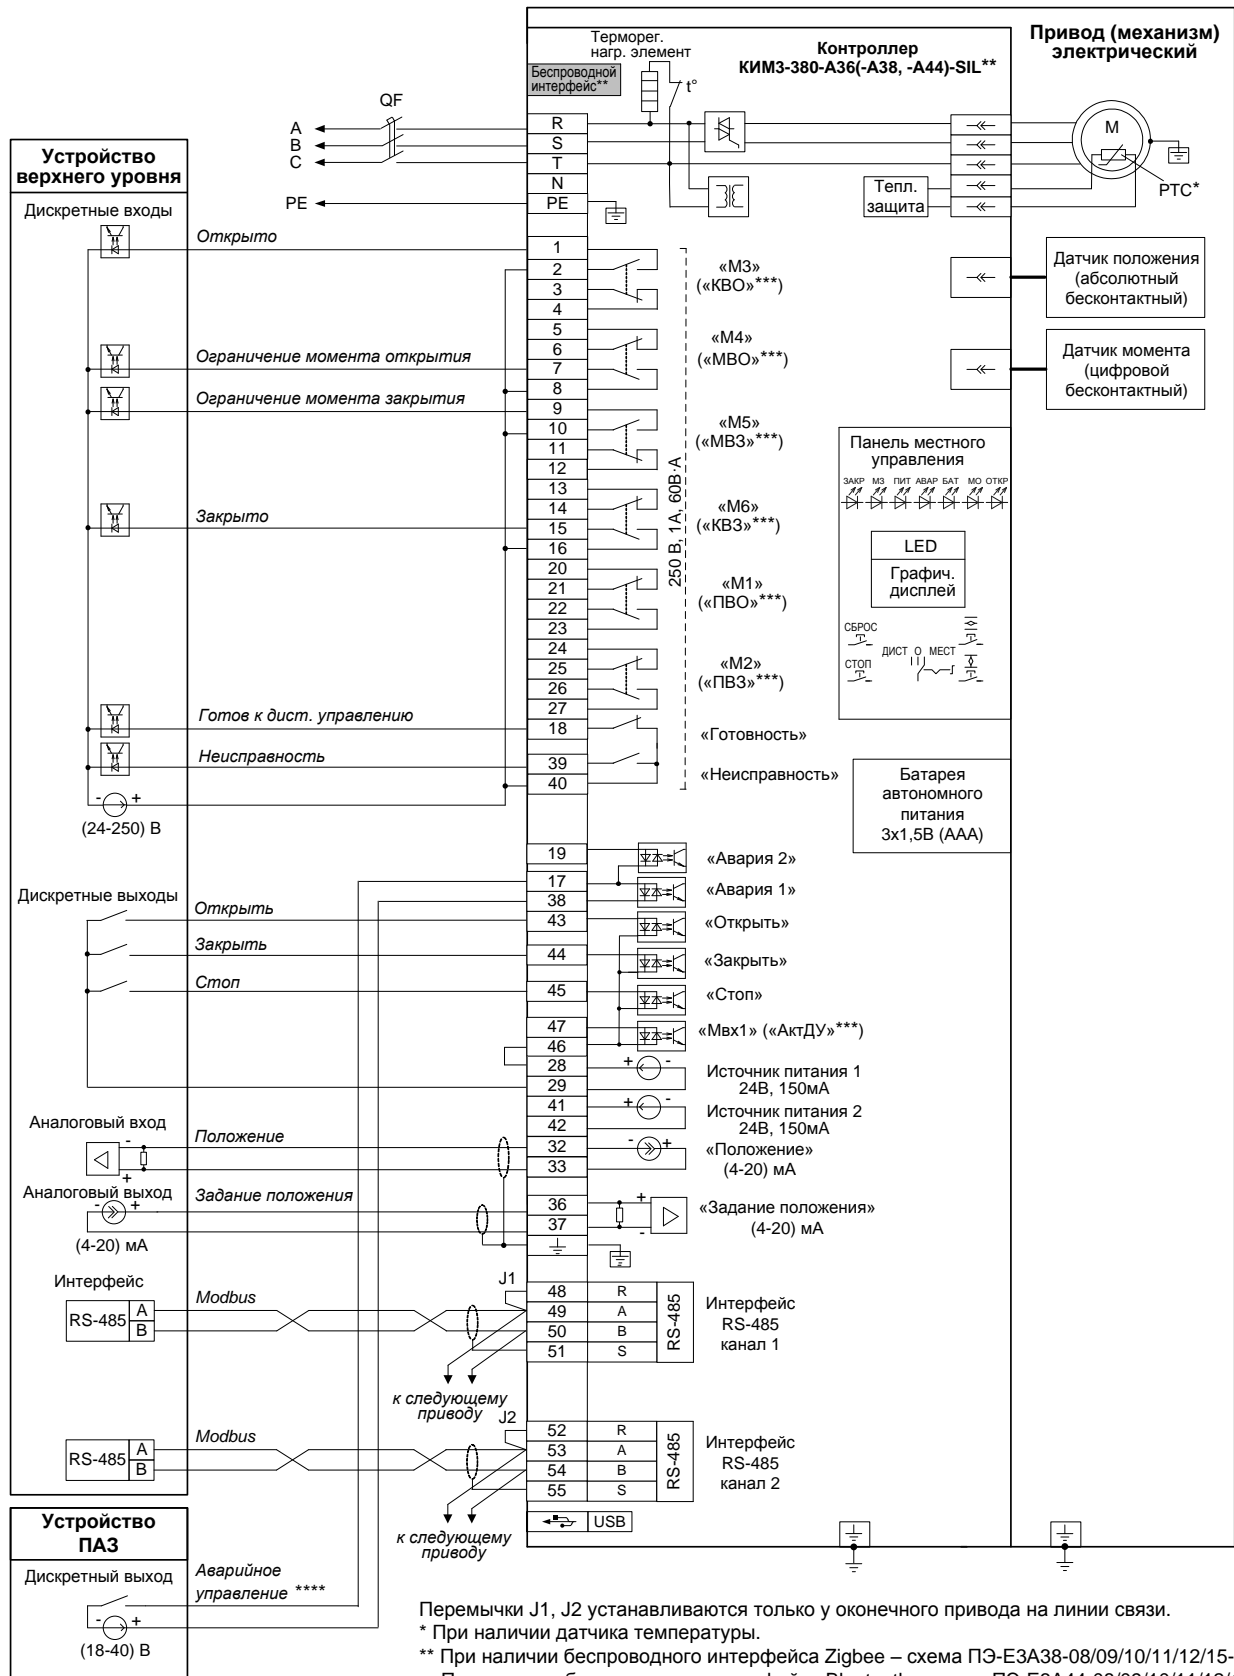 Привод (механизм)
электрический
Контроллер
КИМ3-380-А36(-А38, -А44)-SIL**
Терморег.
нагр. элемент
t°
Беспроводной
интерфейс**
QF
A
B
C
PE
R
S
T
N
PE
Тепл.
защита
M
PTC*
Устройство
верхнего уровня
Дискретные входы
Открыто
Ограничение момента открытия
Ограничение момента закрытия
Закрыто
Готов к дист. управлению
Неисправность
- +
(24-250) В
1
2
3
4
5
6
7
8
9
10
11
12
13
14
15
16
20
21
22
23
24
25
26
27
18
39
40
«М3»
(«КВО»***)
«М4»
(«МВО»***)
«М5»
(«МВЗ»***)
«М6»
(«КВЗ»***)
«М1»
(«ПВО»***)
«М2»
(«ПВЗ»***)
«Готовность»
«Неисправность»
250 В, 1А, 60В·А
Датчик положения
(абсолютный
бесконтактный)
Датчик момента
(цифровой
бесконтактный)
Панель местного
управления
ЗАКР МЗ ПИТ АВАР БАТ МО ОТКР
LED
Графич.
дисплей
СБРОС
СТОП
ДИСТ О МЕСТ
Батарея
автономного
питания
3х1,5В (ААА)
Дискретные выходы
Открыть
Закрыть
Стоп
19
17
38
43
44
45
47
46
28
29
41
42
32
33
36
37
«Авария 2»
«Авария 1»
«Открыть»
«Закрыть»
«Стоп»
«Мвх1» («АктДУ»***)
+ -
Источник питания 1
24В, 150мА
+ -
Источник питания 2
24В, 150мА
- +
«Положение»
(4-20) мА
+
-
«Задание положения»
(4-20) мА
Аналоговый вход
-
+
Положение
Аналоговый выход
- +
(4-20) мА
Задание положения
Интерфейс
RS-485
A
B
Modbus
J1
48 R
49 A
50 B
51 S
RS-485
Интерфейс
RS-485
канал 1
к следующему
приводу
RS-485
A
B
Modbus
J2
52 R
53 A
54 B
55 S
RS-485
Интерфейс
RS-485
канал 2
к следующему
приводу
USB
Устройство
ПАЗ
Дискретный выход
- +
(18-40) В
Аварийное
управление ****
Перемычки J1, J2 устанавливаются только у оконечного привода на линии связи.
* При наличии датчика температуры.
** При наличии беспроводного интерфейса Zigbee – схема ПЭ-Е3А38-08/09/10/11/12/15-